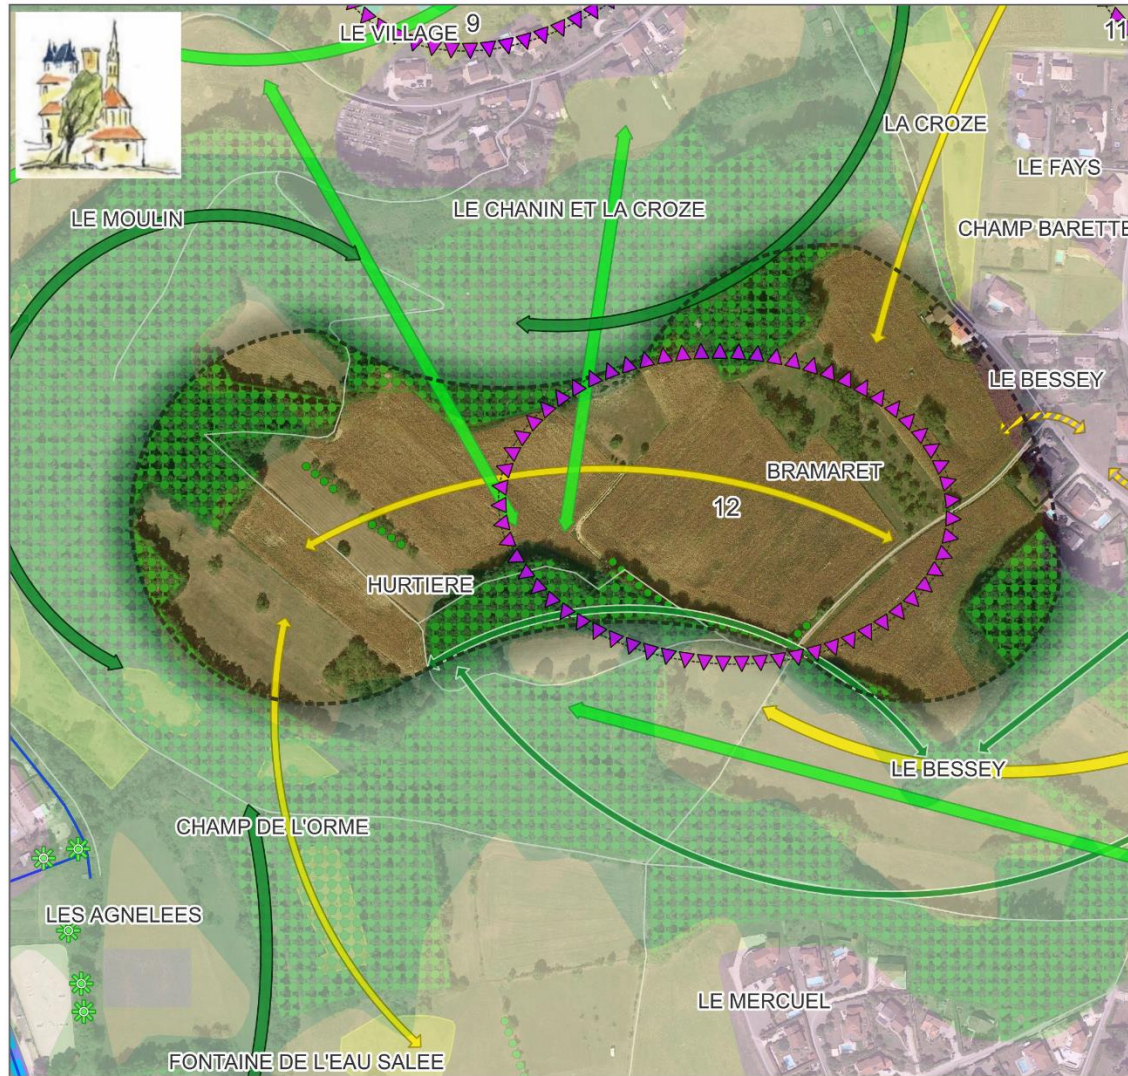 LE VILLAGE
9
11
LA CROZE
LE FAYS
LE CHANIN ET LA CROZE
LE MOULIN
CHAMP BARETTE
LE BESSEY
BRAMARET
12
HURTIERE
LE BESSEY
CHAMP DE L'ORME
LES AGNELEES
LE MERCUEL
FONTAINE DE L'EAU SALEE